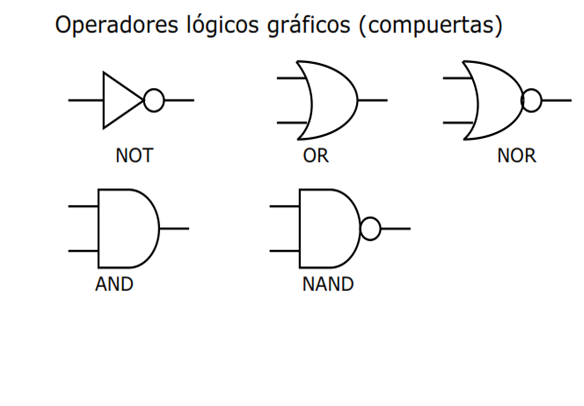 Operadores lógicos gráficos (compuertas)
NOT
OR
NOR
AND
NAND